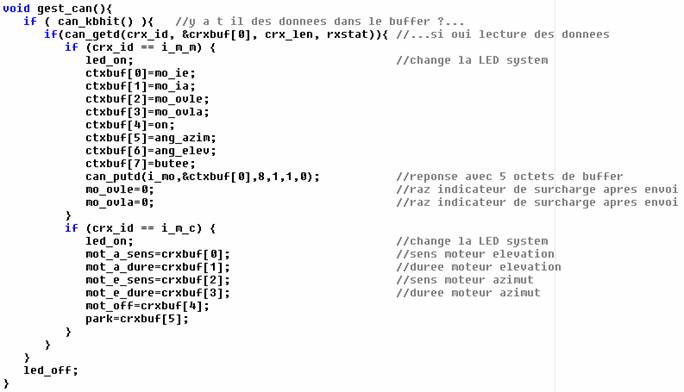 void gest_can(){
   if ( can_kbhit() ){   //y a t il des donnees dans le buffer ?...
      if(can_getd(crx_id, &crxbuf[0], crx_len, rxstat)){ //...si oui lecture des donnees
         if (crx_id == i_m_m) {
            led_on;                                      //change la LED system
            ctxbuf[0]=mo_ie;
            ctxbuf[1]=mo_ia;
            ctxbuf[2]=mo_ovle;
            ctxbuf[3]=mo_ovla;
            ctxbuf[4]=on;
            ctxbuf[5]=ang_azim;
            ctxbuf[6]=ang_elev;
            ctxbuf[7]=butee;
            can_putd(i_mo,&ctxbuf[0],8,1,1,0);           //reponse avec 5 octets de buffer
            mo_ovle=0;                                   //raz indicateur de surcharge apres envoi
            mo_ovla=0;                                   //raz indicateur de surcharge apres envoi
         }
         if (crx_id == i_m_c) {
            led_on;                                      //change la LED system
            mot_a_sens=crxbuf[0];                        //sens moteur elevation
            mot_a_dure=crxbuf[1];                        //duree moteur elevation
            mot_e_sens=crxbuf[2];                        //sens moteur azimut
            mot_e_dure=crxbuf[3];                        //duree moteur azimut
            mot_off=crxbuf[4];
            park=crxbuf[5];
         }
      }
   }
   led_off;
}